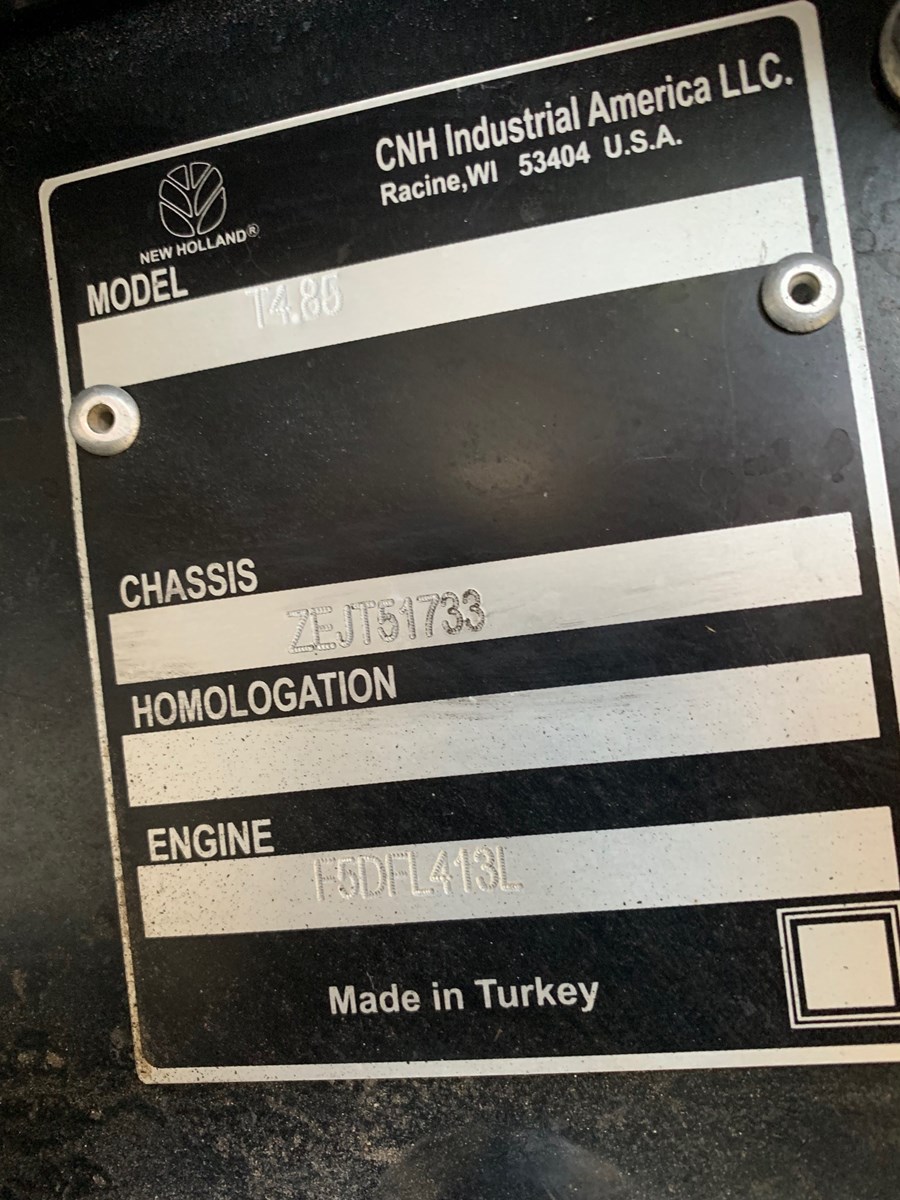 CNH Industrial America LLC.
Racine,WI 53404 U.S.A.
NEW HOLLAND®
MODEL
T4.85
CHASSIS
ZEJT51733
HOMOLOGATION
ENGINE
F5DFL413L
Made in Turkey